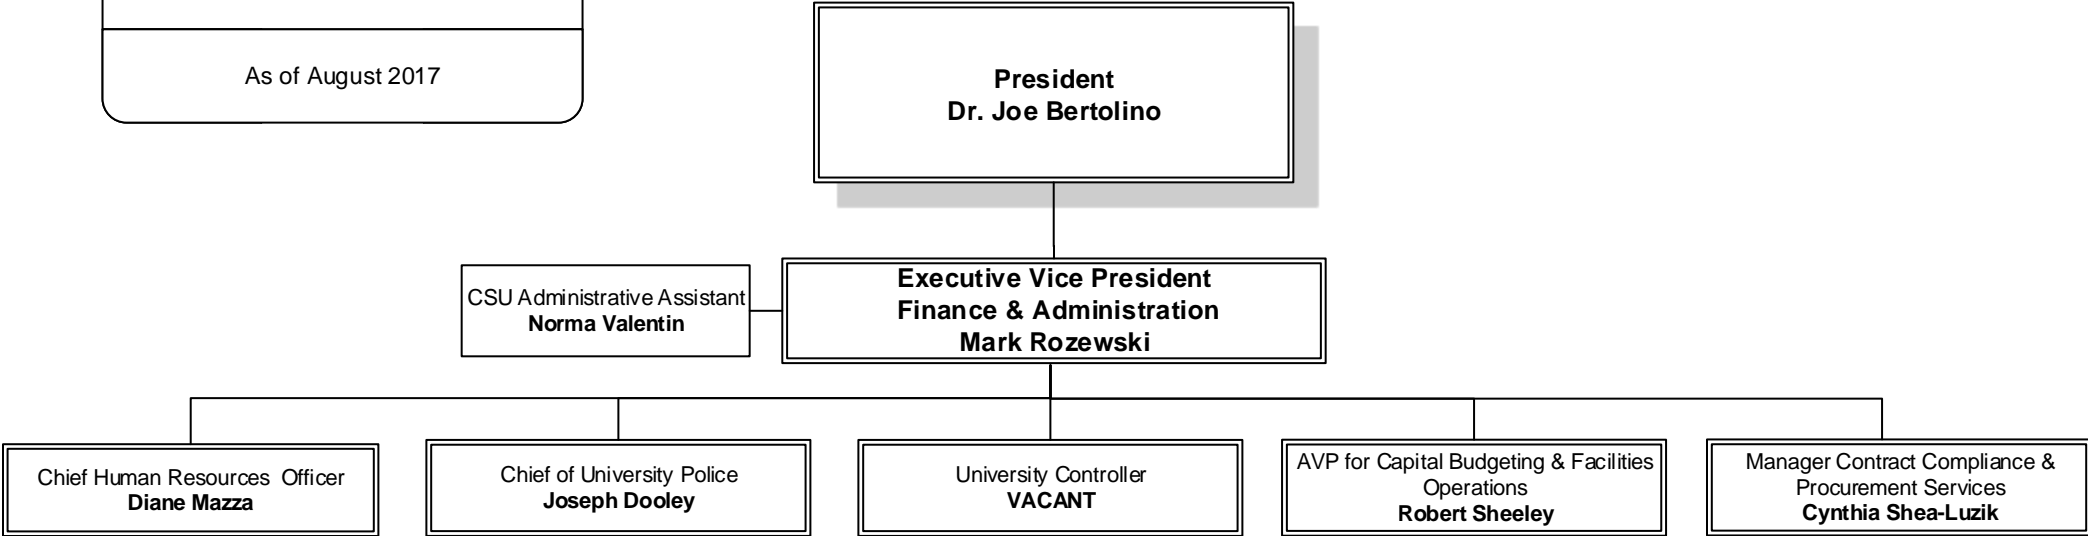 As of August 2017
President
Dr. Joe Bertolino
CSU Administrative Assistant
Norma Valentin
Executive Vice President
Finance & Administration
Mark Rozewski
Chief Human Resources Officer
Diane Mazza
Chief of University Police
Joseph Dooley
University Controller
VACANT
AVP for Capital Budgeting & Facilities
Operations
Robert Sheeley
Manager Contract Compliance &
Procurement Services
Cynthia Shea-Luzik